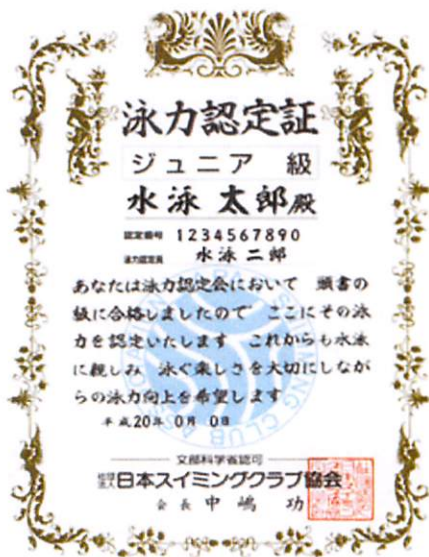 泳力認定証
ジュニア 級
水泳 太郎殿
認定番号 1234567890
泳力認定員 水泳二郎
あなたは泳力認定会において 頭書の
級に合格しましたので ここにその泳
力を認定いたします これからも水泳
に親しみ 泳ぐ楽しさを大切にしなが
らの泳力向上を希望します
平成20年 0月 0日
文部科学省認可
社団法人日本スイミングクラブ協会
会長 中嶋 功